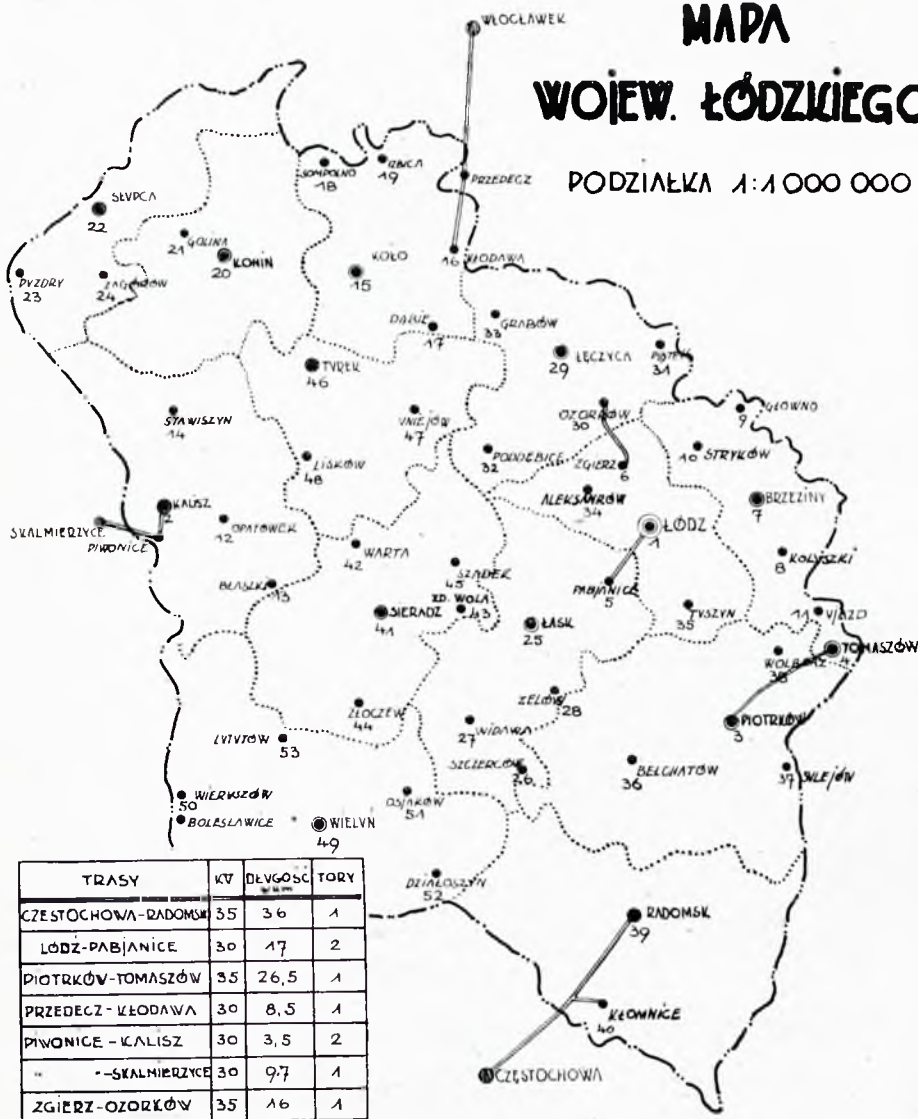 MAPA
WOJEW. ŁÓDZKIEGO
PODZIAŁKA 1:1 000 000
WŁOCŁAWEK
SOMPOLNO
18
IZBICA
19
PRZEDECZ
SŁUPCA
22
21 GOLINA
20 KONIN
KOŁO
15
16 KŁODAWA
PYZDRY
23
ZAGÓRÓW
24
DĄBIE
17
GRABÓW
33
ŁĘCZYCA
29
PIĄTEK
31
TUREK
46
STAWISZYN
14
UNIEJÓW
47
OZORKÓW
30
GŁOWNO
9
LISKÓW
48
PODDĘBICE
32
ZGIERZ
6
10 STRYKÓW
KALISZ
2
ALEKSANRÓW
34
ŁÓDŹ
1
BRZEZINY
7
SKALMIERZYCE
PIWONICE
OPATÓWEK
12
WARTA
42
SZADEK
45
KOLUSZKI
8
BŁASZKI
13
ZD. WOLA
43
PABJANICE
5
SIERADZ
41
ŁASK
25
TUSZYN
35
11 UJAZD
WOLBÓRZ
38
TOMASZÓW
4
ZŁOCZEW
44
ZELÓW
28
WIDAWA
27
PIOTRKÓW
3
LUTUTÓW
53
SZCZERCÓW
26
BEŁCHATÓW
36
37 SULEJÓW
WIERUSZÓW
50
BOLESŁAWICE
OSJAKÓW
51
WIELUN
49
DZIAŁOSZYN
52
RADOMSK
39
KŁOMNICE
40
CZĘSTOCHOWA
TRASY KV DŁUGOŚĆ w km TORY
CZĘSTOCHOWA-RADOMSK 35 36 1
ŁÓDŹ-PABJANICE 30 17 2
PIOTRKÓW-TOMASZÓW 35 26,5 1
PRZEDECZ-KŁODAWA 30 8,5 1
PIWONICE-KALISZ 30 3,5 2
" -SKALMIERZYCE 30 9,7 1
ZGIERZ-OZORKÓW 35 16 1